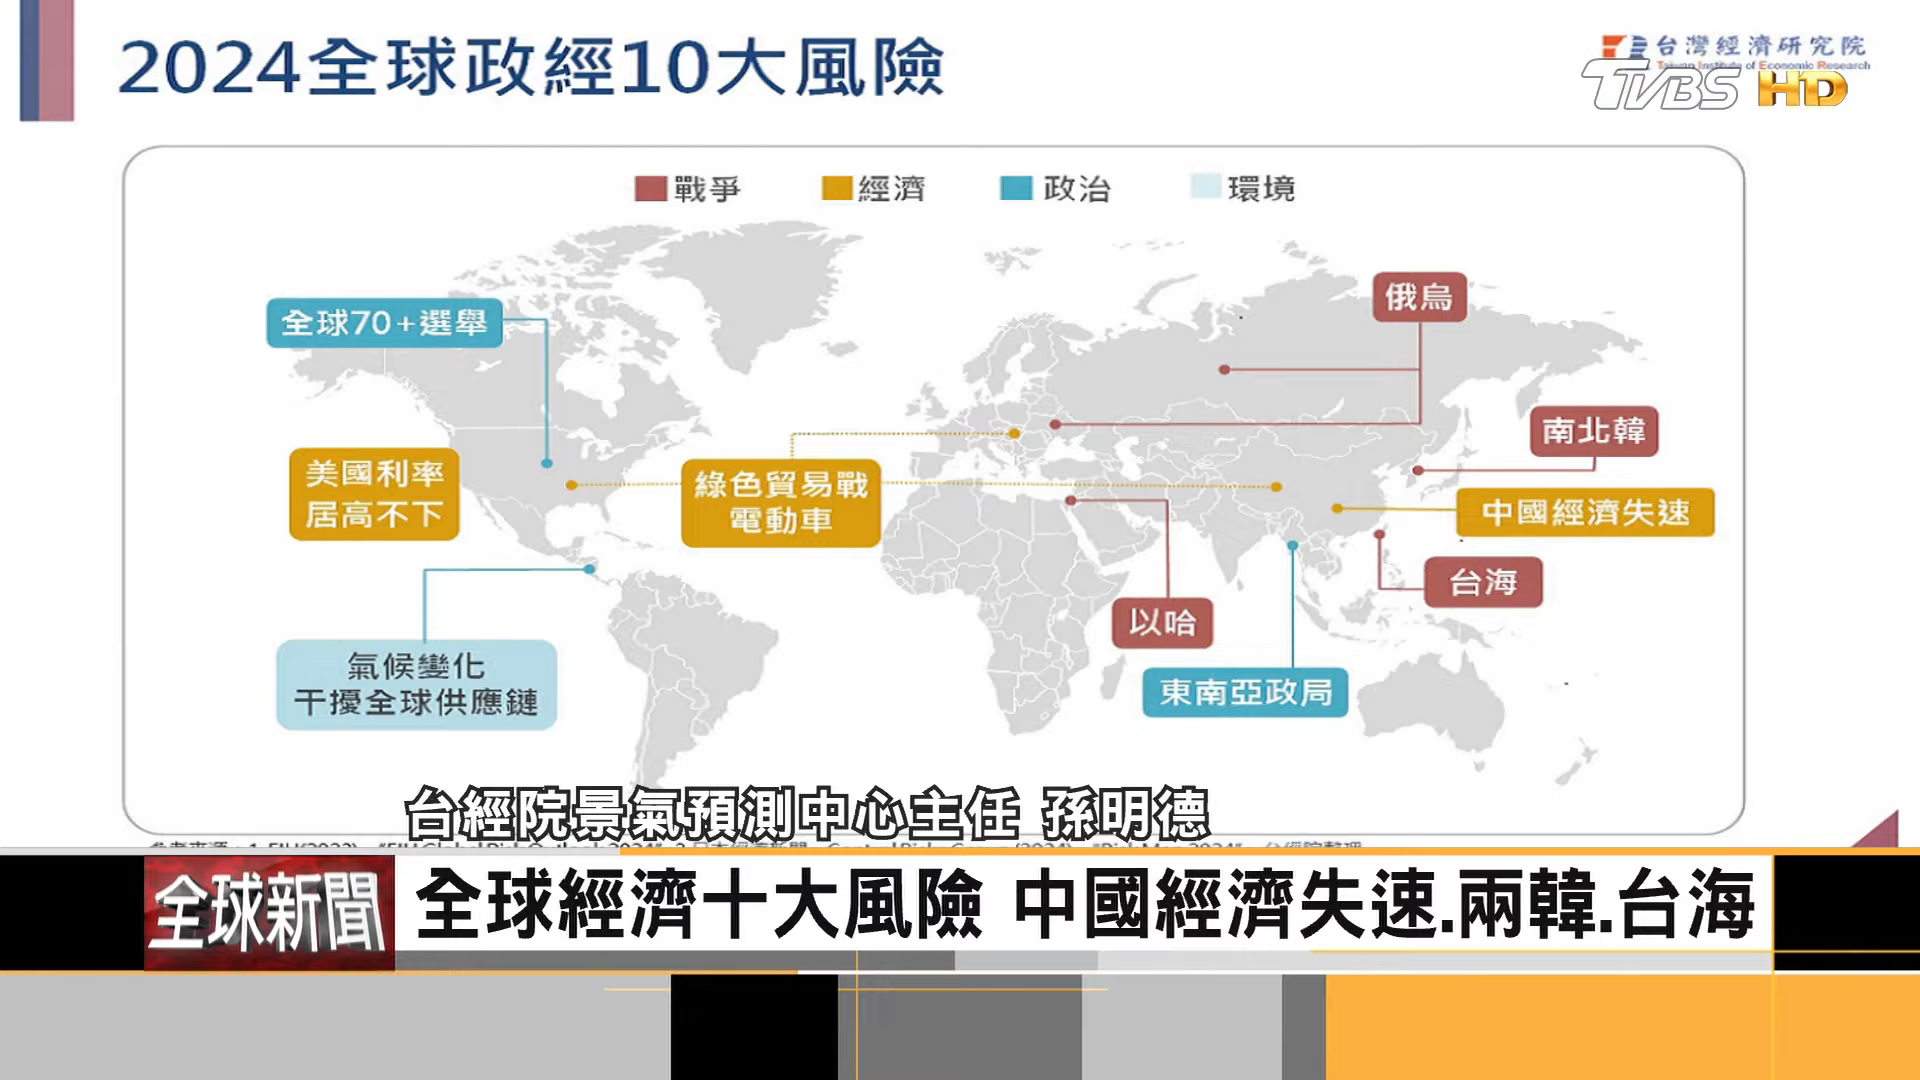 2024全球政經10大風險
台灣經濟研究院
Taiwan Institute of Economic Research
TVBS HD
戰爭
經濟
政治
環境
全球70+選舉
俄烏
南北韓
美國利率
居高不下
綠色貿易戰
電動車
中國經濟失速
台海
以哈
氣候變化
干擾全球供應鏈
東南亞政局
台經院景氣預測中心主任 孫明德
全球新聞
全球經濟十大風險 中國經濟失速.兩韓.台海